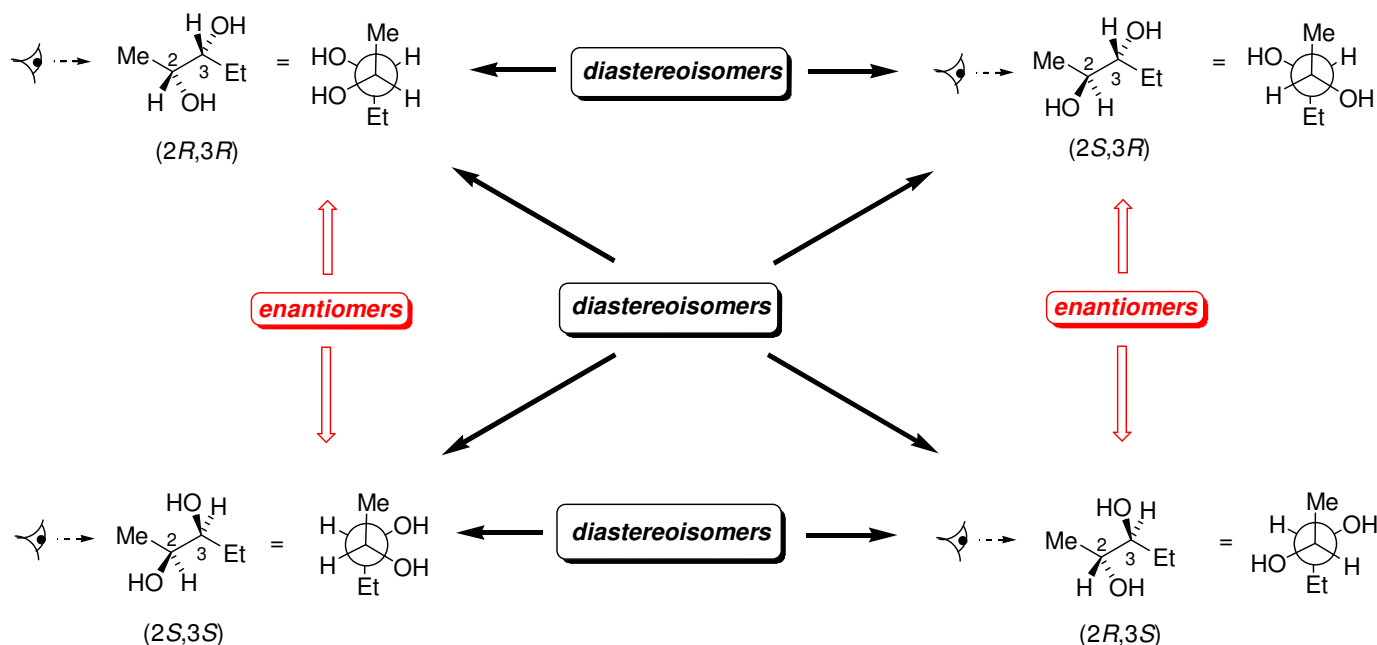 H OH
Me 2
3 Et
H OH
=
Me
HO H
HO H
Et
(2R,3R)
diastereoisomers
H OH
Me 2
3 Et
HO H
=
Me
HO H
H OH
Et
(2S,3R)
enantiomers
diastereoisomers
enantiomers
HO H
Me 2
3 Et
HO H
=
Me
H OH
H OH
Et
(2S,3S)
diastereoisomers
HO H
Me 2
3 Et
H OH
=
Me
H OH
HO H
Et
(2R,3S)